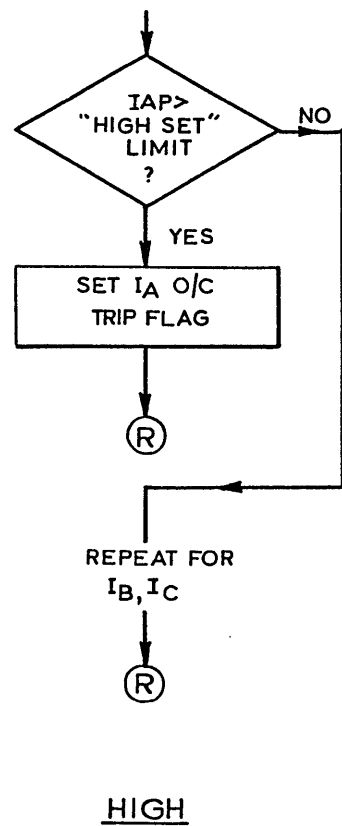 IAP>
"HIGH SET"
LIMIT
?
NO
YES
SET IA O/C
TRIP FLAG
R
REPEAT FOR
IB, IC
R
HIGH